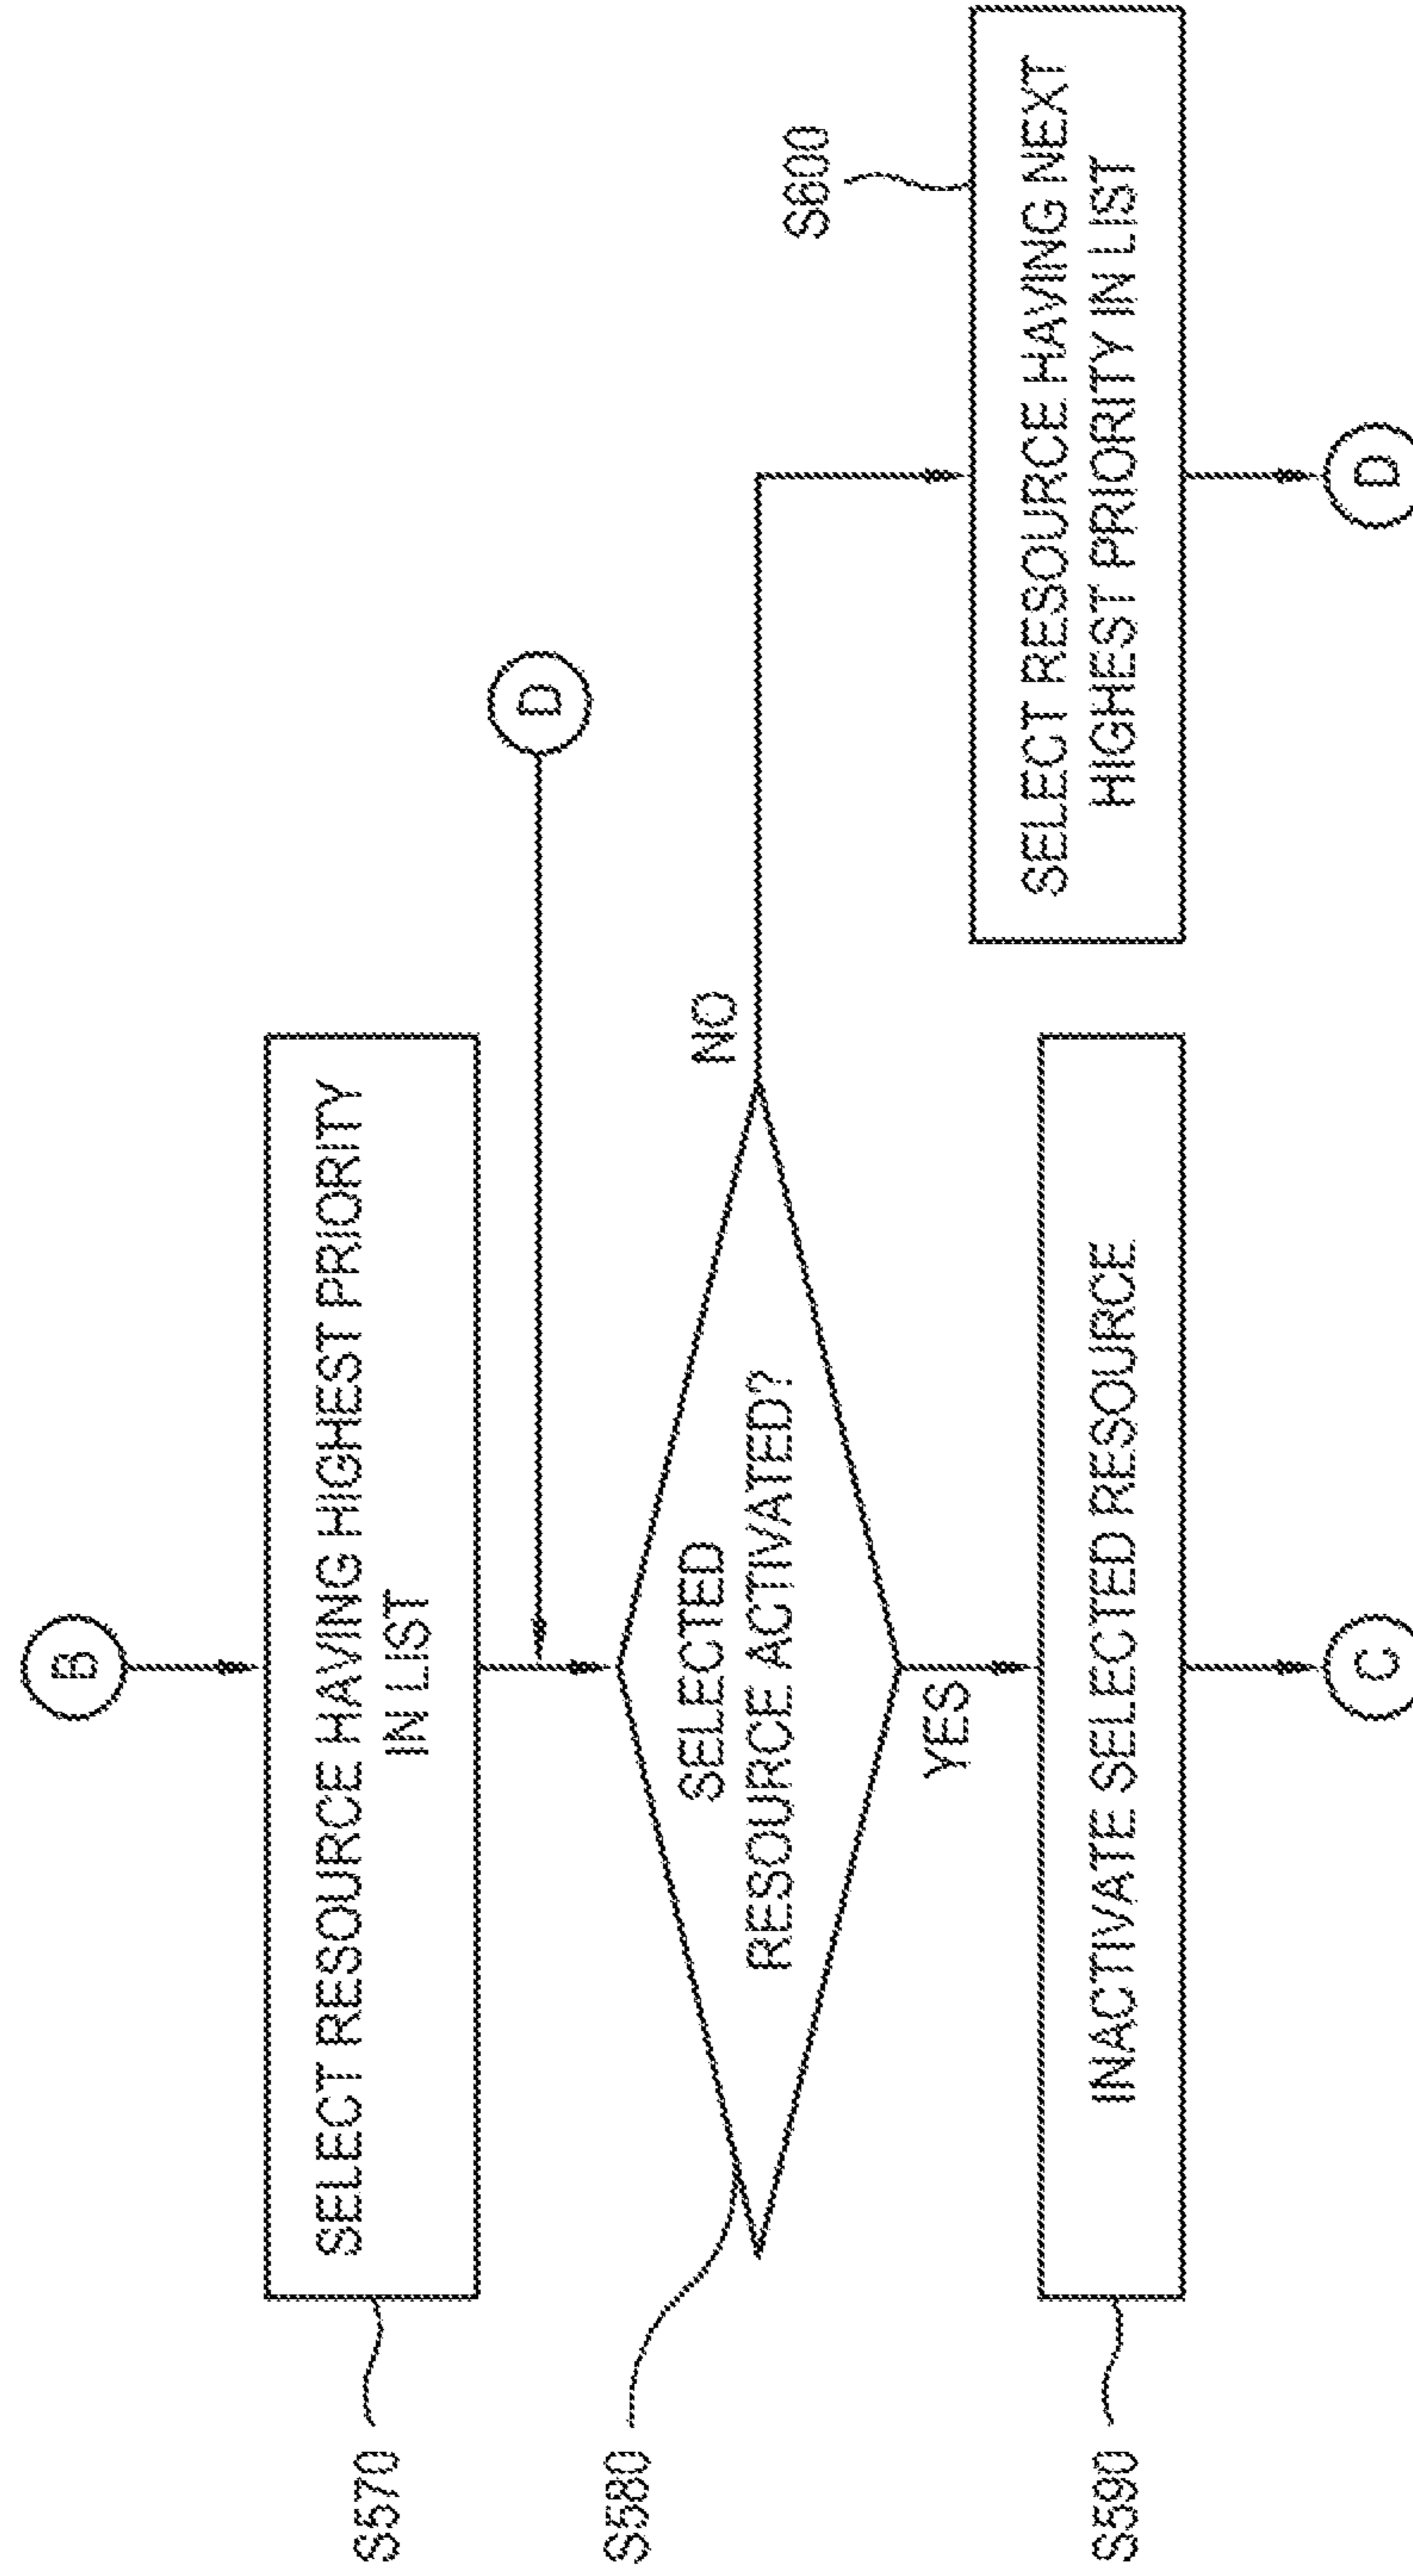 B
S570
SELECT RESOURCE HAVING HIGHEST PRIORITY
IN LIST
D
S580
SELECTED
RESOURCE ACTIVATED?
NO
YES
S600
S590
INACTIVATE SELECTED RESOURCE
SELECT RESOURCE HAVING NEXT
HIGHEST PRIORITY IN LIST
C
D